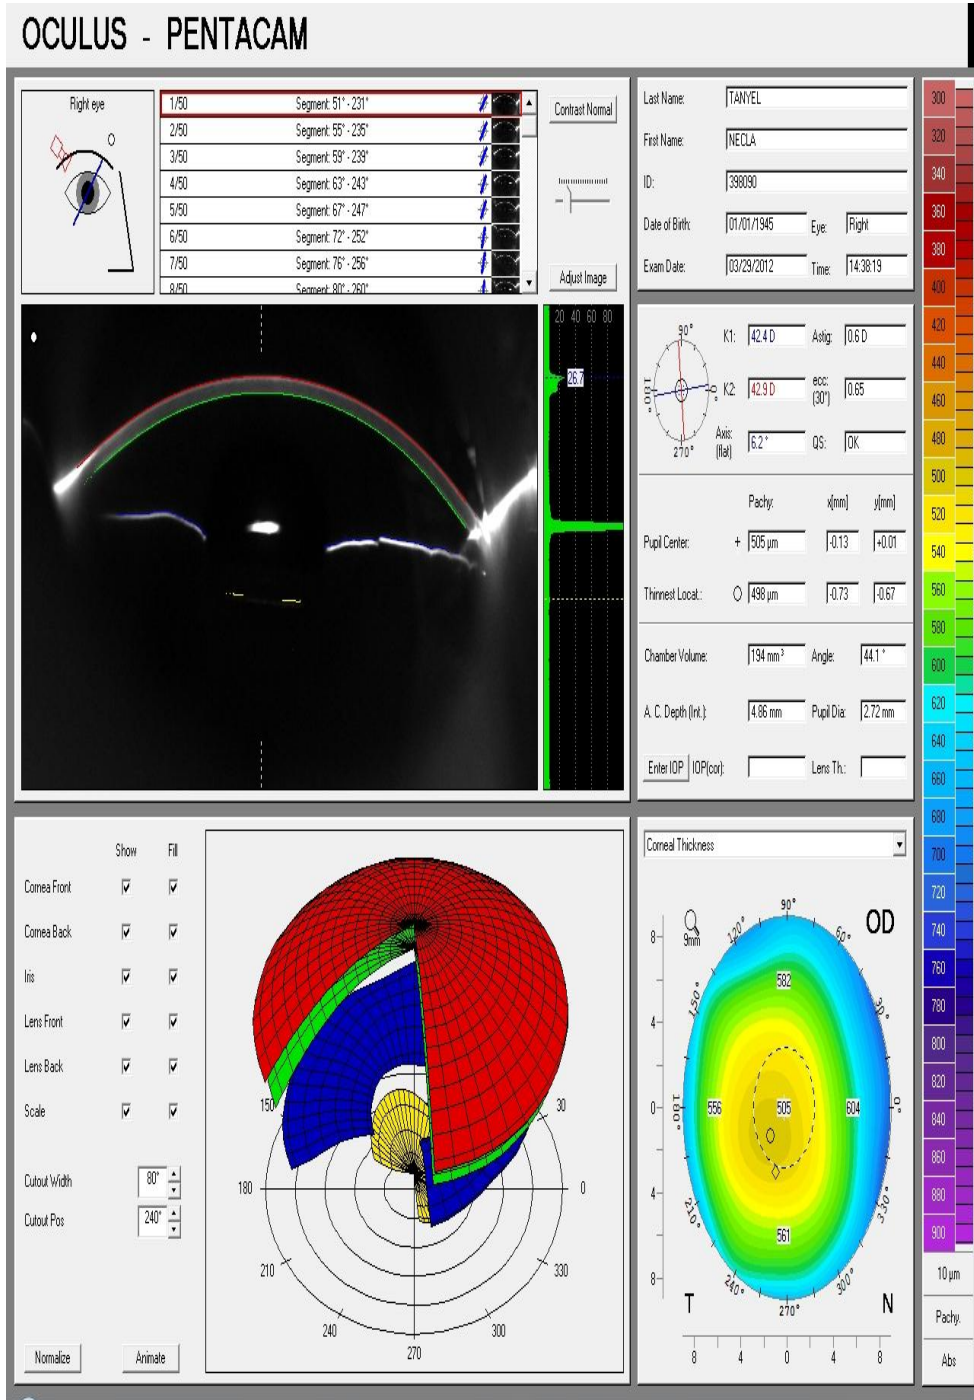 OCULUS - PENTACAM
Right eye
1/50 Segment: 51° - 231°
2/50 Segment: 55° - 235°
3/50 Segment: 59° - 239°
4/50 Segment: 63° - 243°
5/50 Segment: 67° - 247°
6/50 Segment: 72° - 252°
7/50 Segment: 76° - 256°
8/50 Segment: 80° - 260°
Contrast Normal
Adjust Image
20 40 60 80
26.7
Last Name: TANYEL
First Name: NECLA
ID: 398090
Date of Birth: 01/01/1945 Eye: Right
Exam Date: 03/29/2012 Time: 14:38:19
90°
180°
0°
270°
K1: 42.4 D Astig: 0.6 D
K2: 42.9 D ecc: (30°) 0.65
Axis: (flat) 6.2° QS: OK
Pachy: x[mm] y[mm]
Pupil Center: + 505 µm -0.13 +0.01
Thinnest Locat.: 498 µm -0.73 -0.67
Chamber Volume: 194 mm³ Angle: 44.1°
A. C. Depth (Int.): 4.86 mm Pupil Dia: 2.72 mm
Enter IOP IOP(cor): Lens Th.:
Show Fill
Cornea Front
Cornea Back
Iris
Lens Front
Lens Back
Scale
Cutout Width 80°
Cutout Pos 240°
Normalize Animate
150
30
180
0
210
330
240
300
270
Corneal Thickness
OD
9mm
90°
120°
60°
150°
30°
180°
0°
210°
330°
240°
300°
270°
8
4
0
4
8
582
556 505 604
561
T N
8 4 0 4 8
300
320
340
360
380
400
420
440
460
480
500
520
540
560
580
600
620
640
660
680
700
720
740
760
780
800
820
840
860
880
900
10 µm
Pachy.
Abs